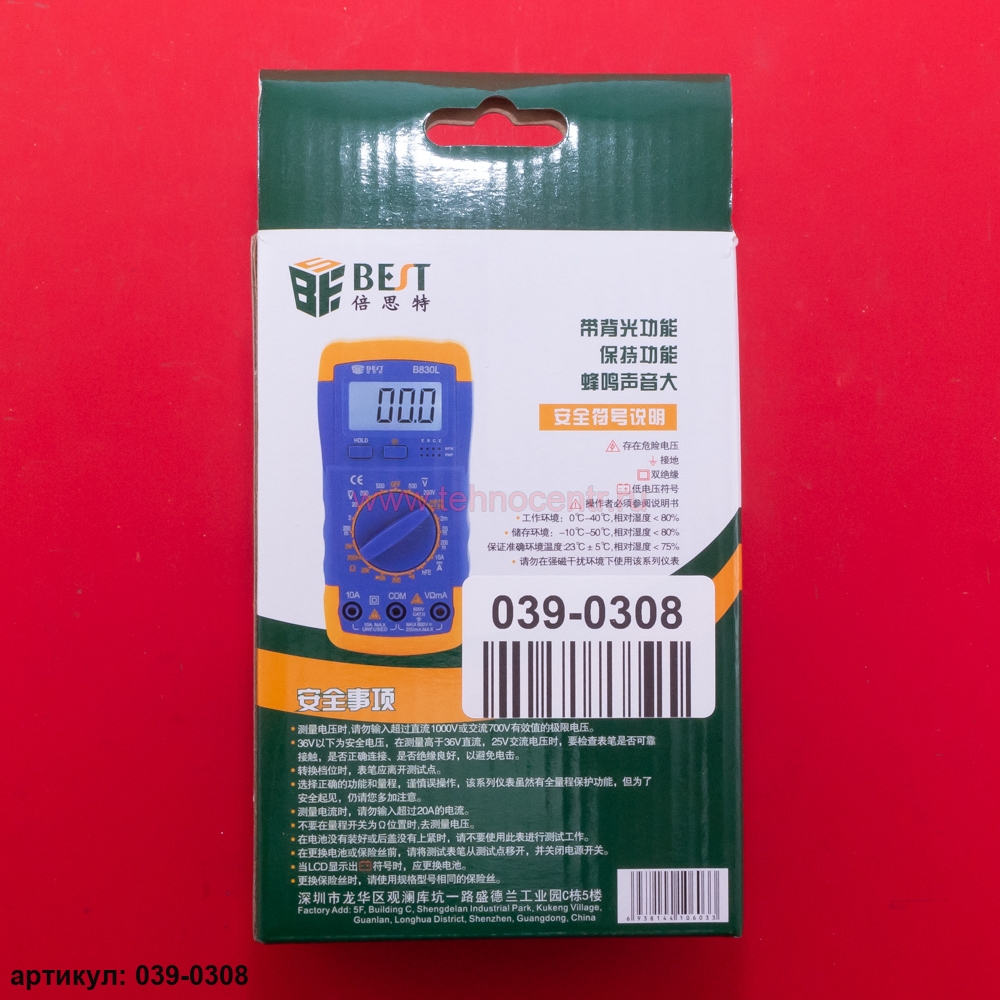 BEST
倍思特
带背光功能
保持功能
蜂鸣声音大
安全符号说明
存在危险电压
接地
双绝缘
低电压符号
操作者必须参阅说明书
•工作环境：0℃-40℃,相对湿度<80%
•储存环境：-10℃-50℃,相对湿度<80%
保证准确环境温度:23℃±5℃,相对湿度<75%
•请勿在强磁干扰环境下使用该系列仪表
B830L
00.0
HOLD
CE
10A COM VΩmA
www.tehnocentr.ru
039-0308
安全事项
•测量电压时,请勿输入超过直流1000V或交流700V有效值的极限电压。
•36V以下为安全电压，在测量高于36V直流，25V交流电压时，要检查表笔是否可靠
接触，是否正确连接、是否绝缘良好，以避免电击。
•转换档位时，表笔应离开测试点。
•选择正确的功能和量程，谨慎误操作，该系列仪表虽然有全量程保护功能，但为了
安全起见，仍请您多加注意。
•测量电流时，请勿输入超过20A的电流。
•不要在量程开关为Ω位置时,去测量电压。
•在电池没有装好或后盖没有上紧时，请不要使用此表进行测试工作。
•在更换电池或保险丝前，请将测试表笔从测试点移开，并关闭电源开关。
•当LCD显示出符号时，应更换电池。
•更换保险丝时，请使用规格型号相同的保险丝。
深圳市龙华区观澜库坑一路盛德兰工业园C栋5楼
Factory Add: 5F, Building C, Shengdelan Industrial Park, Kukeng Village,
Guanlan, Longhua District, Shenzhen, Guangdong, China
6938144106033
артикул: 039-0308